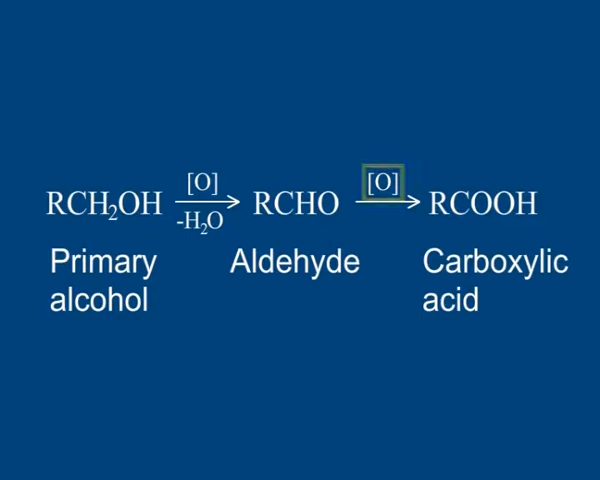 RCH₂OH [O] RCHO [O] RCOOH
-H₂O
Primary alcohol
Aldehyde
Carboxylic acid